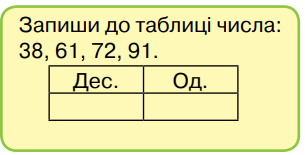 Запиши до таблиці числа:
38, 61, 72, 91.
Дес. Од.